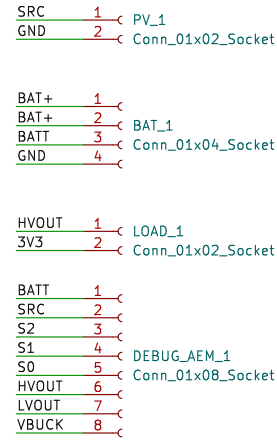 SRC 1 PV_1
GND 2 Conn_01x02_Socket
BAT+ 1
BAT+ 2 BAT_1
BATT 3 Conn_01x04_Socket
GND 4
HVOUT 1 LOAD_1
3V3 2 Conn_01x02_Socket
BATT 1
SRC 2
S2 3
S1 4 DEBUG_AEM_1
S0 5 Conn_01x08_Socket
HVOUT 6
LVOUT 7
VBUCK 8